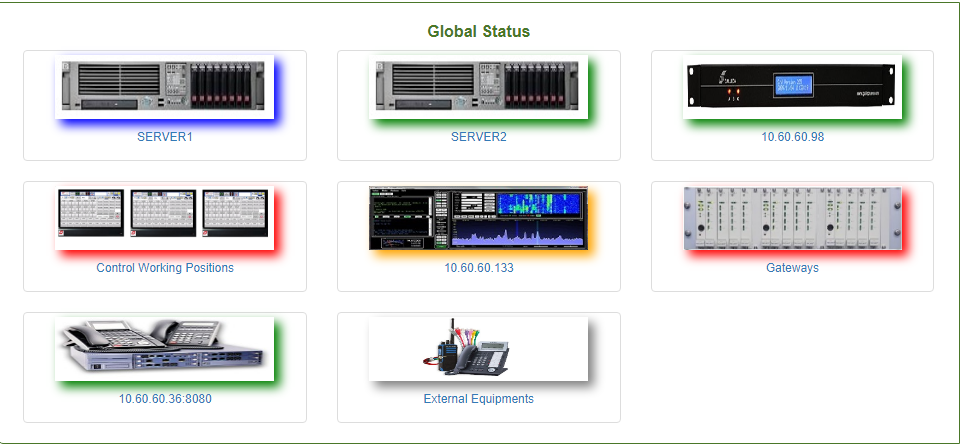 Global Status
SERVER1
SERVER2
10.60.60.98
Control Working Positions
10.60.60.133
Gateways
10.60.60.36:8080
External Equipments